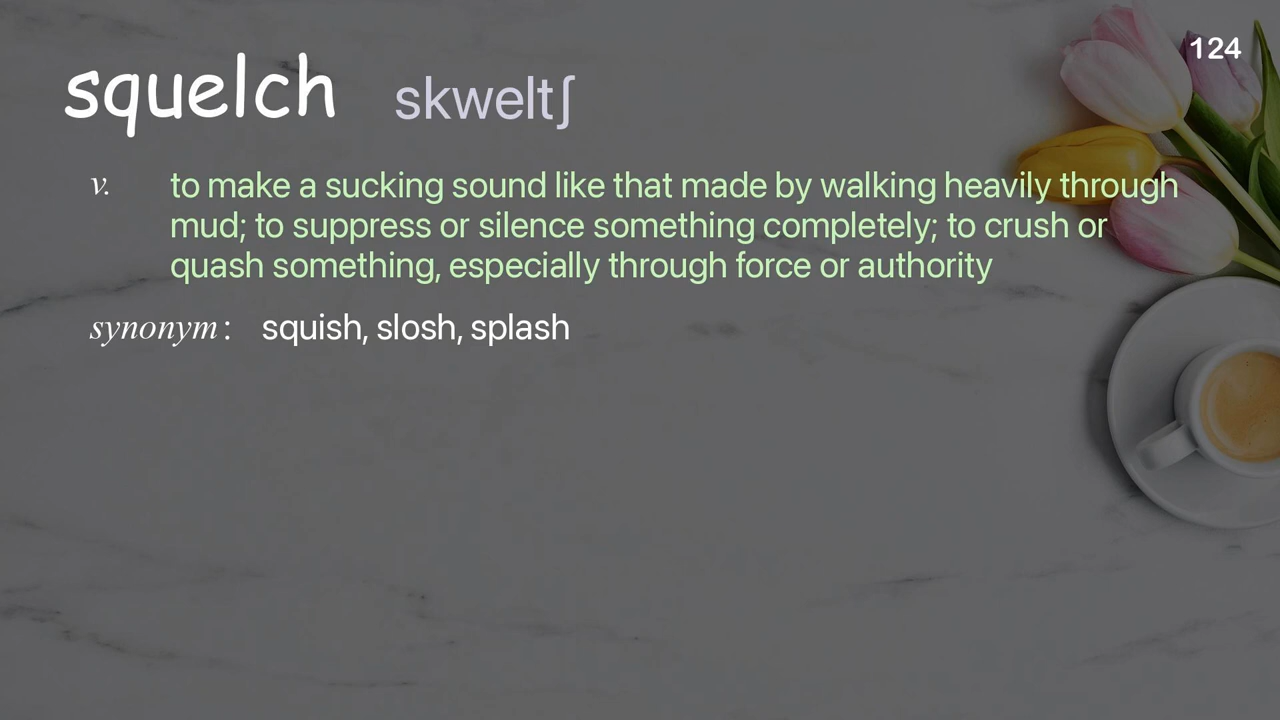 124
squelch skweltʃ
v. to make a sucking sound like that made by walking heavily through
mud; to suppress or silence something completely; to crush or
quash something, especially through force or authority
synonym: squish, slosh, splash